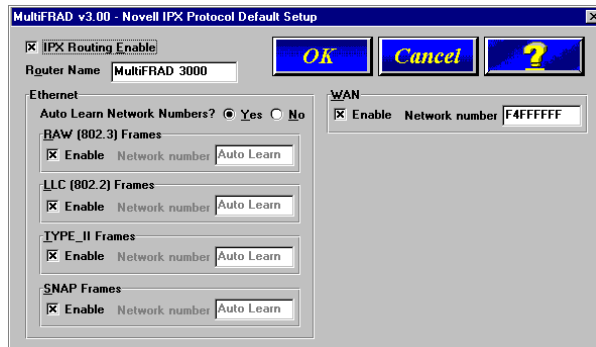 MultiFRAD v3.00 - Novell IPX Protocol Default Setup
IPX Routing Enable
Router Name MultiFRAD 3000
OK Cancel ?
Ethernet
Auto Learn Network Numbers? Yes No
RAW (802.3) Frames
Enable Network number Auto Learn
LLC (802.2) Frames
Enable Network number Auto Learn
TYPE_II Frames
Enable Network number Auto Learn
SNAP Frames
Enable Network number Auto Learn
WAN
Enable Network number F4FFFFFF